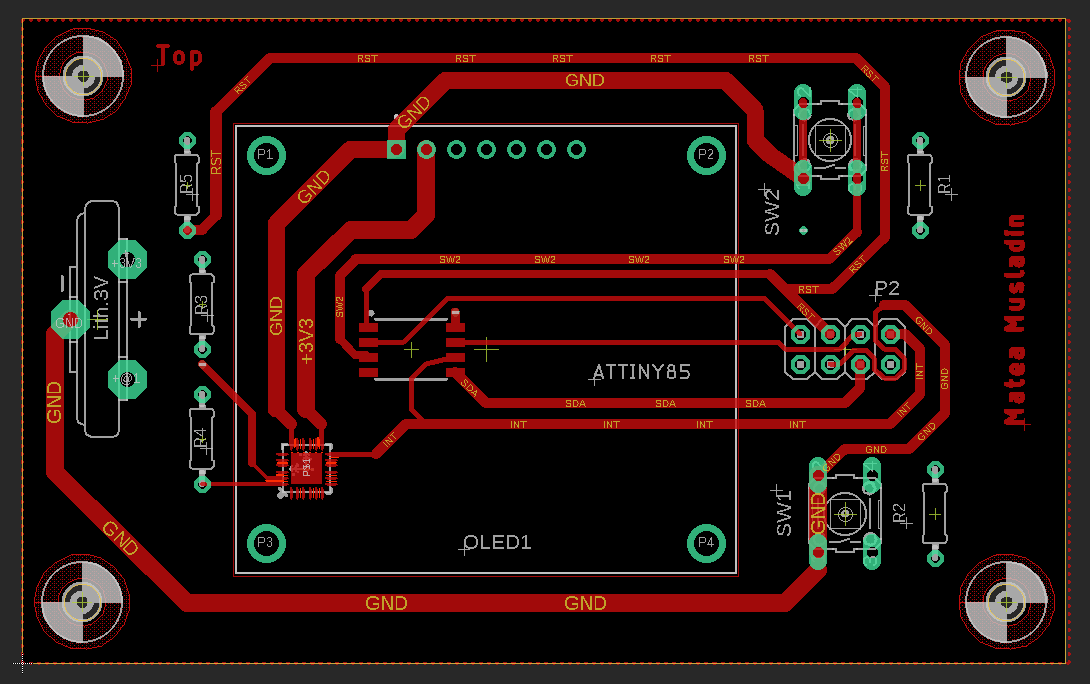 Top
RST
RST
RST
RST
RST
RST
RST
GND
GND
P1
P2
RST
RST
R5
R1
GND
SW2
+3V3
SW2
RST
SW2
SW2
SW2
SW2
RST
P2
-
Lith.3V
+
R3
SW2
GND
+3V3
RST
GND
GND
Matea Musladin
ATTINY85
INT
GND
SDA
SDA
SDA
SDA
GND
INT
INT
INT
INT
INT
INT
GND
R4
GND
GND
SW1
GND
R2
GND
OLED1
P3
P4
GND
GND